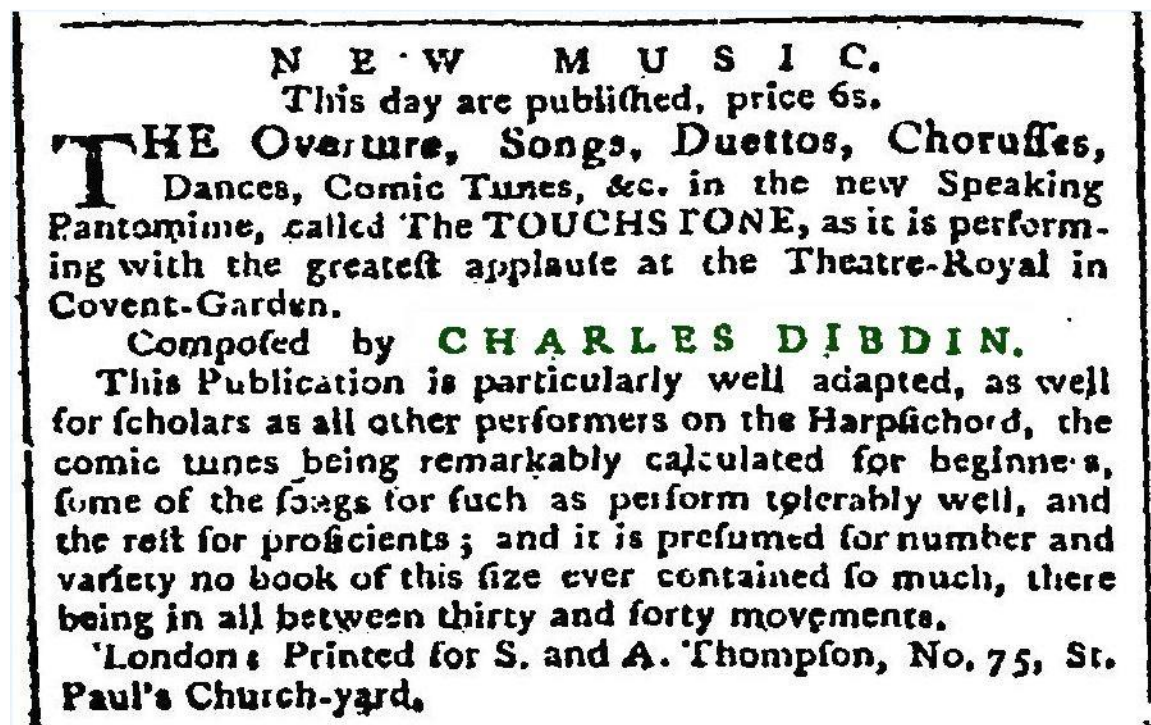 NEW MUSIC.
This day are publiſhed, price 6s.
THE Overture, Songs, Duettos, Choruſſes,
Dances, Comic Tunes, &c. in the new Speaking
Pantomime, called The TOUCHSTONE, as it is perform-
ing with the greateſt applauſe at the Theatre-Royal in
Covent-Garden.
Compoſed by CHARLES DIBDIN.
This Publication is particularly well adapted, as well
for ſcholars as all other performers on the Harpſichord, the
comic tunes being remarkably calculated for beginners,
ſome of the ſongs for ſuch as perform tolerably well, and
the reſt for proficients; and it is preſumed for number and
variety no book of this ſize ever contained ſo much, there
being in all between thirty and forty movements.
London: Printed for S. and A. Thompſon, No. 75, St.
Paul's Church-yard.